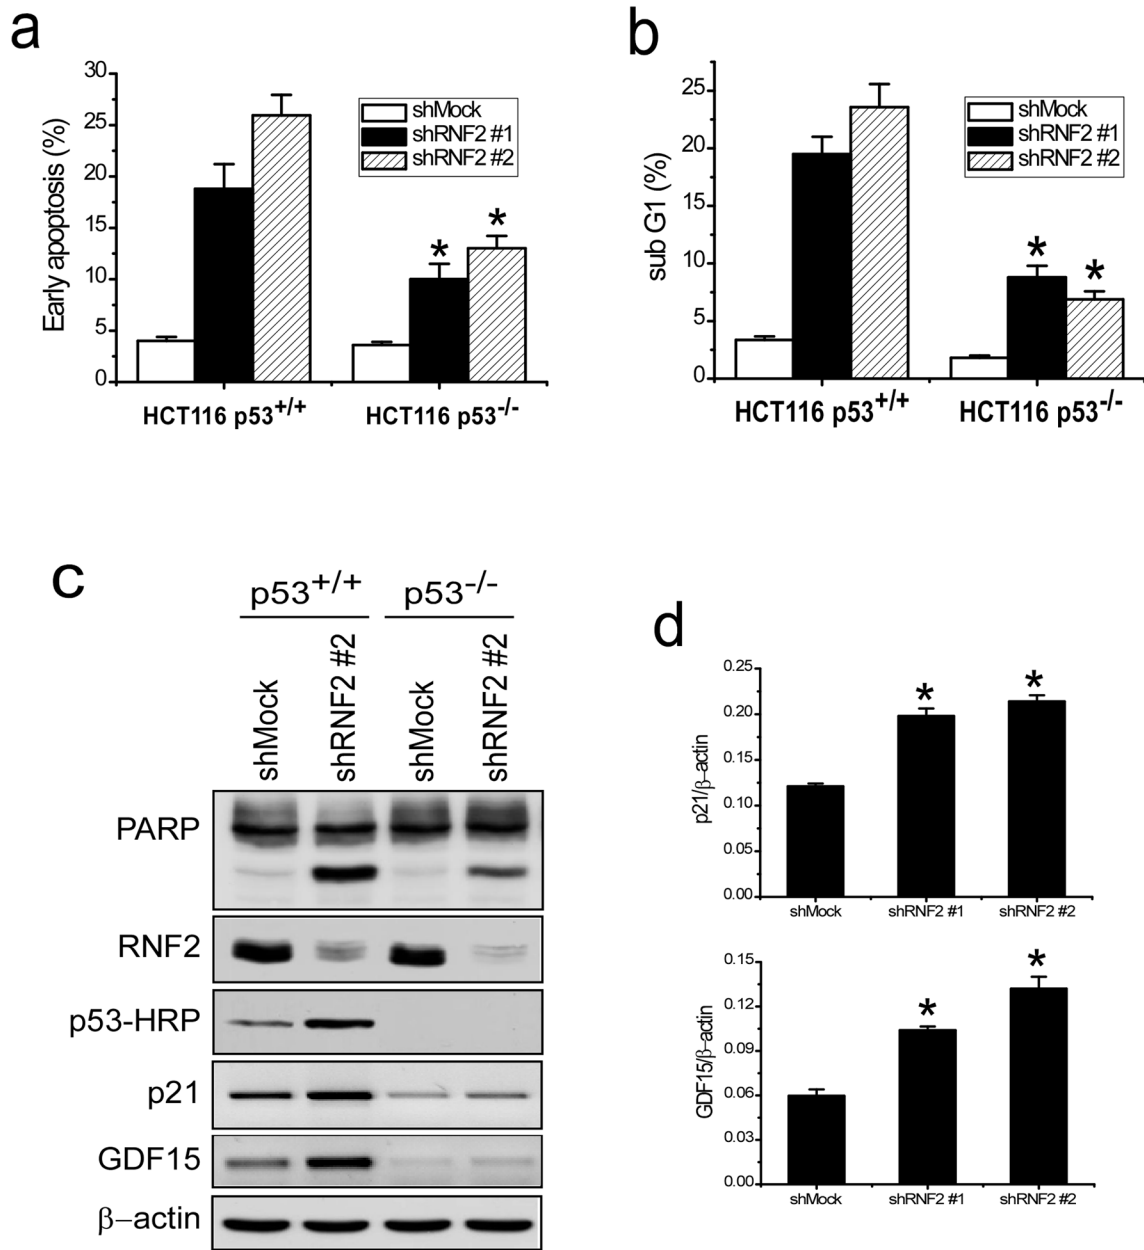 a
Early apoptosis (%)
30
25
20
15
10
5
0
shMock
shRNF2 #1
shRNF2 #2
*
*
HCT116 p53+/+
HCT116 p53-/-
b
sub G1 (%)
25
20
15
10
5
0
shMock
shRNF2 #1
shRNF2 #2
*
*
HCT116 p53+/+
HCT116 p53-/-
c
p53+/+
p53-/-
shMock
shRNF2 #2
shMock
shRNF2 #2
PARP
RNF2
p53-HRP
p21
GDF15
β–actin
d
p21/β–actin
0.25
0.20
0.15
0.10
0.05
0.00
*
*
shMock
shRNF2 #1
shRNF2 #2
GDF15/β–actin
0.15
0.12
0.09
0.06
0.03
0.00
*
*
shMock
shRNF2 #1
shRNF2 #2